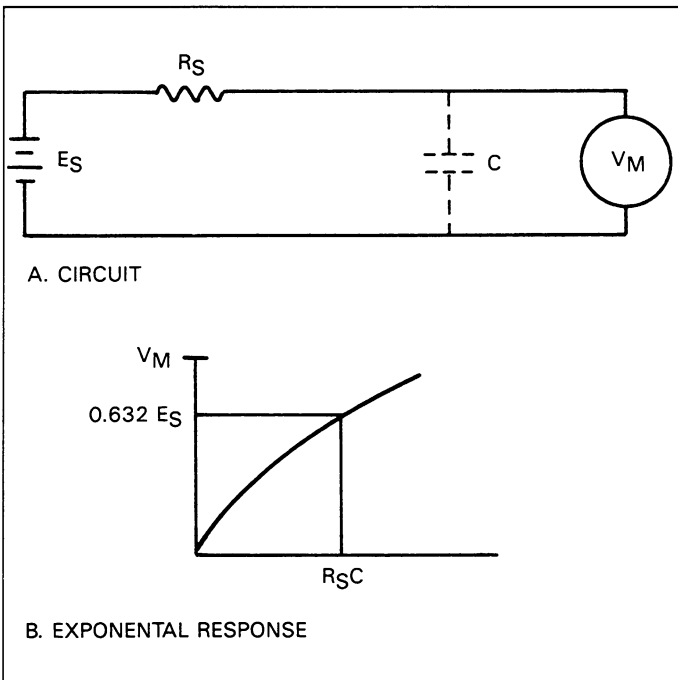 RS
ES
C
VM
A. CIRCUIT
VM
0.632 ES
RSC
B. EXPONENTAL RESPONSE